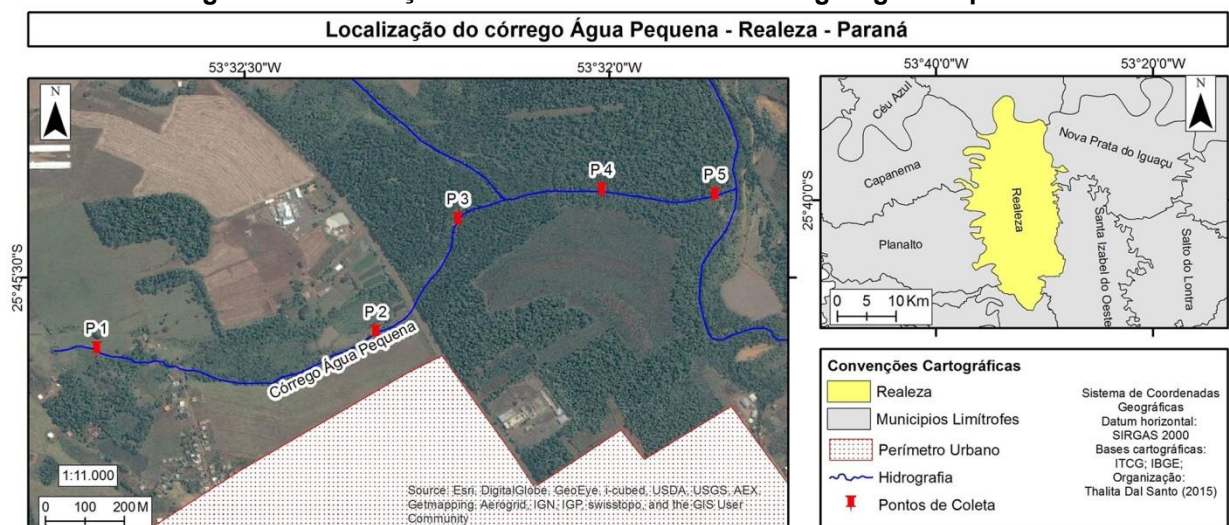 Localização do córrego Água Pequena - Realeza - Paraná
53°32'30"W
53°32'0"W
25°45'30"S
N
P 1
P 2
P 3
P 4
P 5
Córrego Água Pequena
1:11.000
0 100 200 M
Source: Esri, DigitalGlobe, GeoEye, i-cubed, USDA, USGS, AEX,
Getmapping, Aerogrid, IGN, IGP, swisstopo, and the GIS User
Community
53°40'0"W
53°20'0"W
25°40'0"S
N
Céu Azul
Nova Prata do Iguaçu
Capanema
Realeza
Planalto
Santa Izabel do Oeste
Salto do Lontra
0 5 10 Km
Convenções Cartográficas
Realeza
Municipios Limítrofes
Perímetro Urbano
Hidrografia
Pontos de Coleta
Sistema de Coordenadas
Geográficas
Datum horizontal:
SIRGAS 2000
Bases cartográficas:
ITCG; IBGE;
Organização:
Thalita Dal Santo (2015)